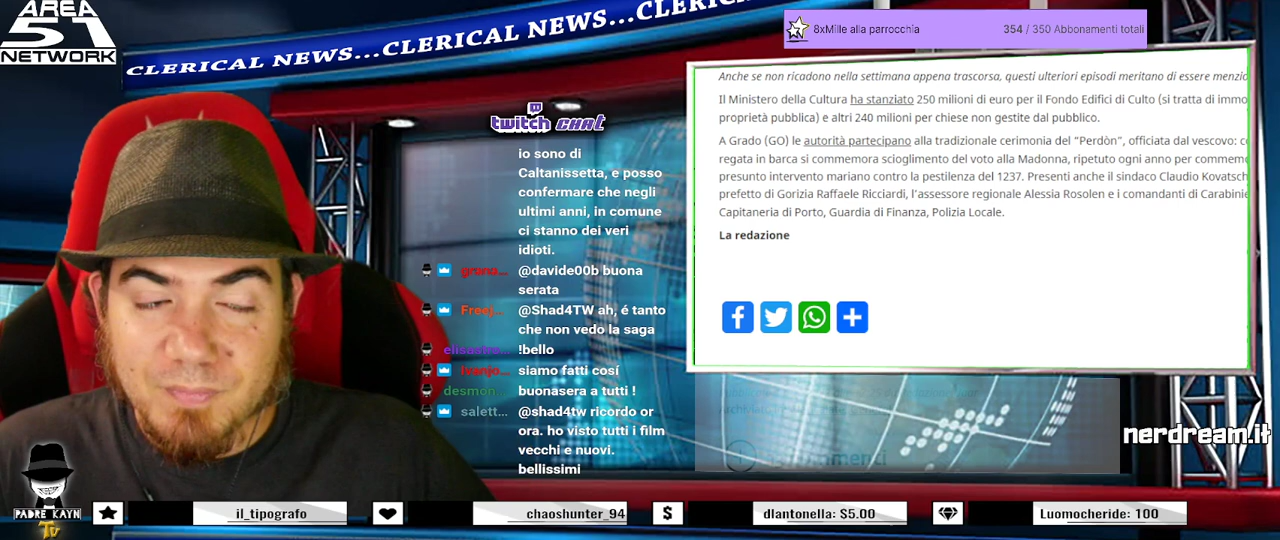 AREA
51
NETWORK
CLERICAL NEWS...CLERICAL NEWS...CLERIC
8xMille alla parrocchia
354 / 350 Abbonamenti totali
twitch CHAT
io sono di
Caltanissetta, e posso
confermare che negli
ultimi anni, in comune
ci stanno dei veri
idioti.
@davide00b buona
serata
@Shad4TW ah, é tanto
che non vedo la saga
!bello
siamo fatti cosí
desmon... buonasera a tutti !
salett... @shad4tw ricordo or
ora. ho visto tutti i film
vecchi e nuovi.
bellissimi
Anche se non ricadono nella settimana appena trascorsa, questi ulteriori episodi meritano di essere menzio
Il Ministero della Cultura ha stanziato 250 milioni di euro per il Fondo Edifici di Culto (si tratta di immo
proprietà pubblica) e altri 240 milioni per chiese non gestite dal pubblico.
A Grado (GO) le autorità partecipano alla tradizionale cerimonia del "Perdòn", officiata dal vescovo: c
regata in barca si commemora scioglimento del voto alla Madonna, ripetuto ogni anno per commemo
presunto intervento mariano contro la pestilenza del 1237. Presenti anche il sindaco Claudio Kovatsch
prefetto di Gorizia Raffaele Ricciardi, l'assessore regionale Alessia Rosolen e i comandanti di Carabinie
Capitaneria di Porto, Guardia di Finanza, Polizia Locale.
La redazione
nerdream.it
PADRE KAYN
Tv
il_tipografo
chaoshunter_94
$ dlantonella: $5.00
Luomocheride: 100